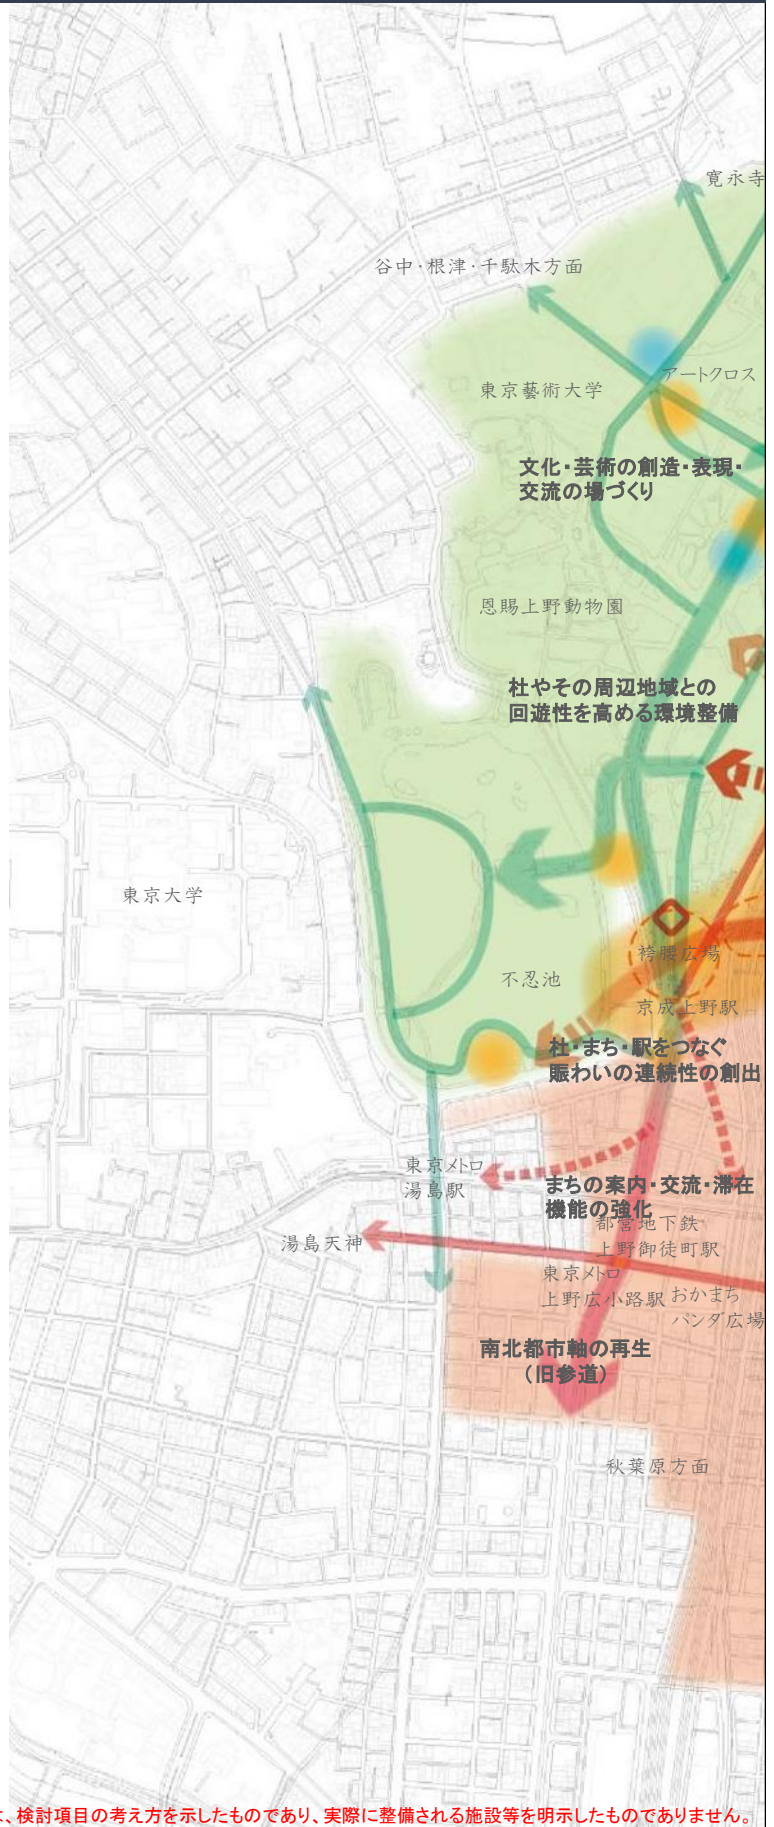 寛永寺
谷中・根津・千駄木方面
アートクロス
東京藝術大学
文化・芸術の創造・表現・
交流の場づくり
恩賜上野動物園
杜やその周辺地域との
回遊性を高める環境整備
東京大学
袴腰広場
不忍池
京成上野駅
杜・まち・駅をつなぐ
賑わいの連続性の創出
東京メトロ
湯島駅
まちの案内・交流・滞在
機能の強化
都営地下鉄
上野御徒町駅
湯島天神
東京メトロ
上野広小路駅
おかまち
パンダ広場
南北都市軸の再生
（旧参道）
秋葉原方面
、検討項目の考え方を示したものであり、実際に整備される施設等を明示したものでありません。